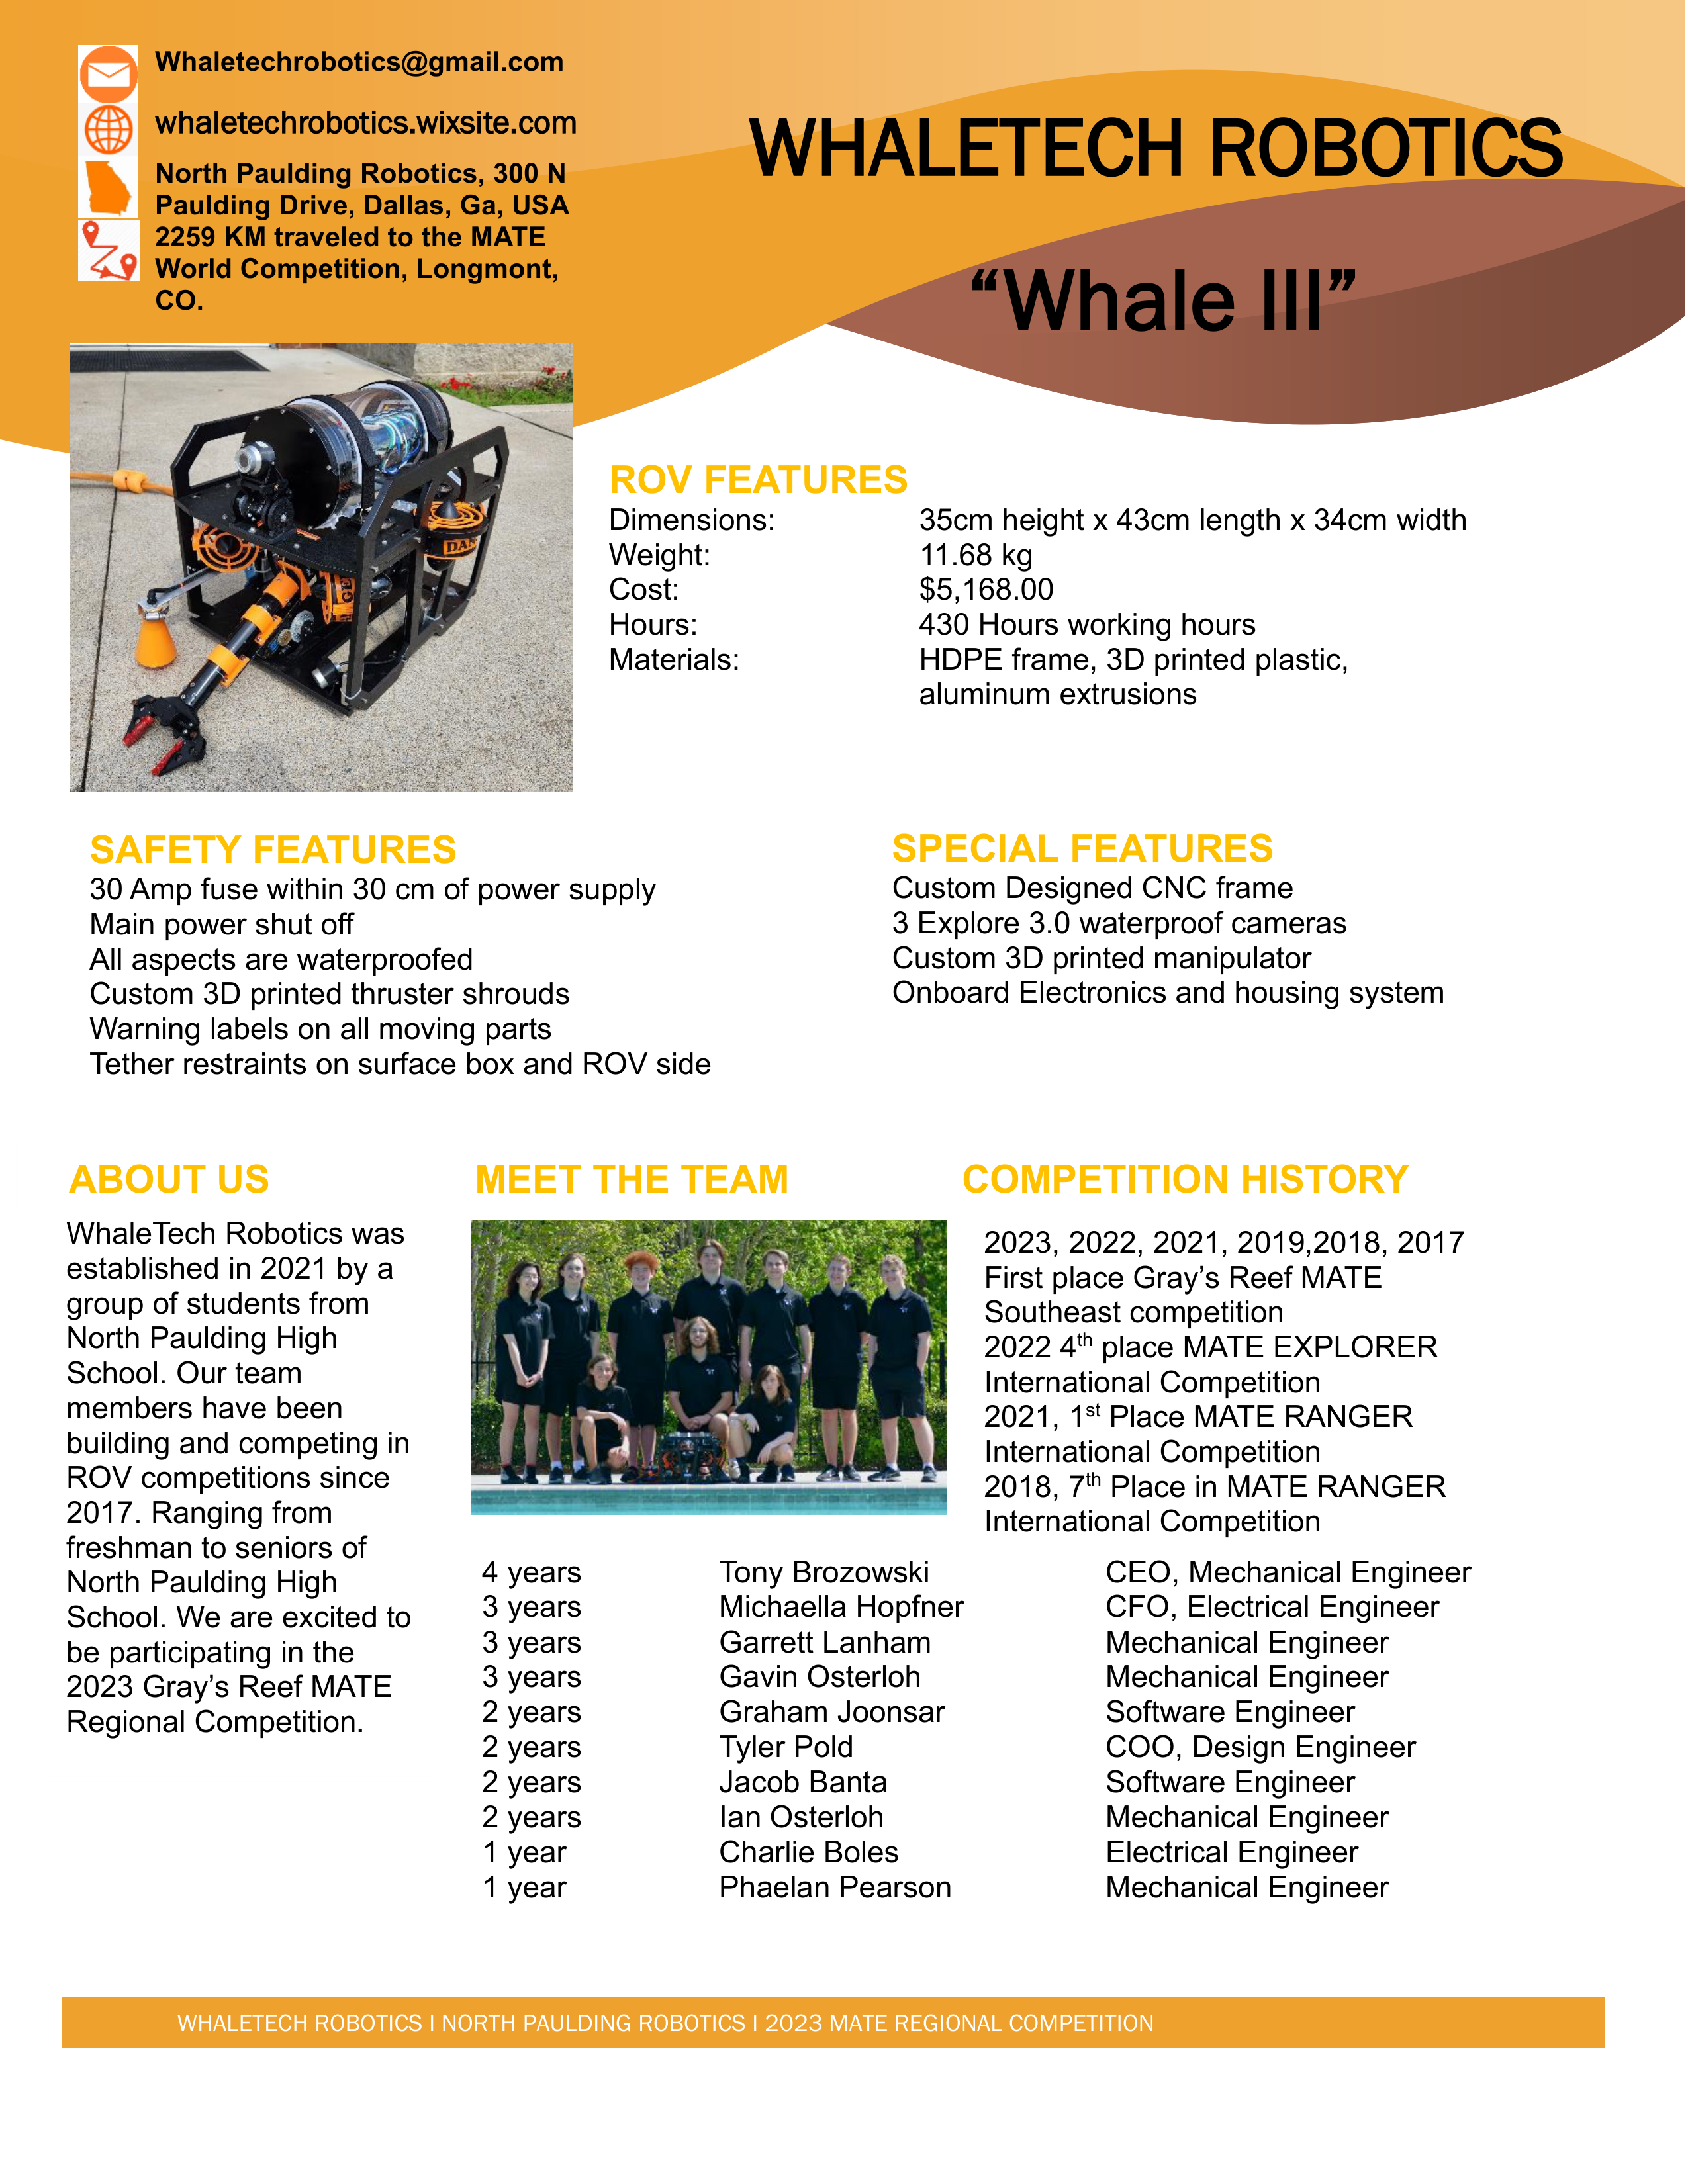 Whaletechrobotics@gmail.com
whaletechrobotics.wixsite.com
North Paulding Robotics, 300 N
Paulding Drive, Dallas, Ga, USA
2259 KM traveled to the MATE
World Competition, Longmont,
CO.
WHALETECH ROBOTICS
“Whale III”
ROV FEATURES
Dimensions: 35cm height x 43cm length x 34cm width
Weight: 11.68 kg
Cost: $5,168.00
Hours: 430 Hours working hours
Materials: HDPE frame, 3D printed plastic,
aluminum extrusions
SAFETY FEATURES
30 Amp fuse within 30 cm of power supply
Main power shut off
All aspects are waterproofed
Custom 3D printed thruster shrouds
Warning labels on all moving parts
Tether restraints on surface box and ROV side
SPECIAL FEATURES
Custom Designed CNC frame
3 Explore 3.0 waterproof cameras
Custom 3D printed manipulator
Onboard Electronics and housing system
ABOUT US
WhaleTech Robotics was
established in 2021 by a
group of students from
North Paulding High
School. Our team
members have been
building and competing in
ROV competitions since
2017. Ranging from
freshman to seniors of
North Paulding High
School. We are excited to
be participating in the
2023 Gray’s Reef MATE
Regional Competition.
MEET THE TEAM
COMPETITION HISTORY
2023, 2022, 2021, 2019,2018, 2017
First place Gray’s Reef MATE
Southeast competition
2022 4th place MATE EXPLORER
International Competition
2021, 1st Place MATE RANGER
International Competition
2018, 7th Place in MATE RANGER
International Competition
4 years Tony Brozowski CEO, Mechanical Engineer
3 years Michaella Hopfner CFO, Electrical Engineer
3 years Garrett Lanham Mechanical Engineer
3 years Gavin Osterloh Mechanical Engineer
2 years Graham Joonsar Software Engineer
2 years Tyler Pold COO, Design Engineer
2 years Jacob Banta Software Engineer
2 years Ian Osterloh Mechanical Engineer
1 year Charlie Boles Electrical Engineer
1 year Phaelan Pearson Mechanical Engineer
WHALETECH ROBOTICS I NORTH PAULDING ROBOTICS I 2023 MATE REGIONAL COMPETITION